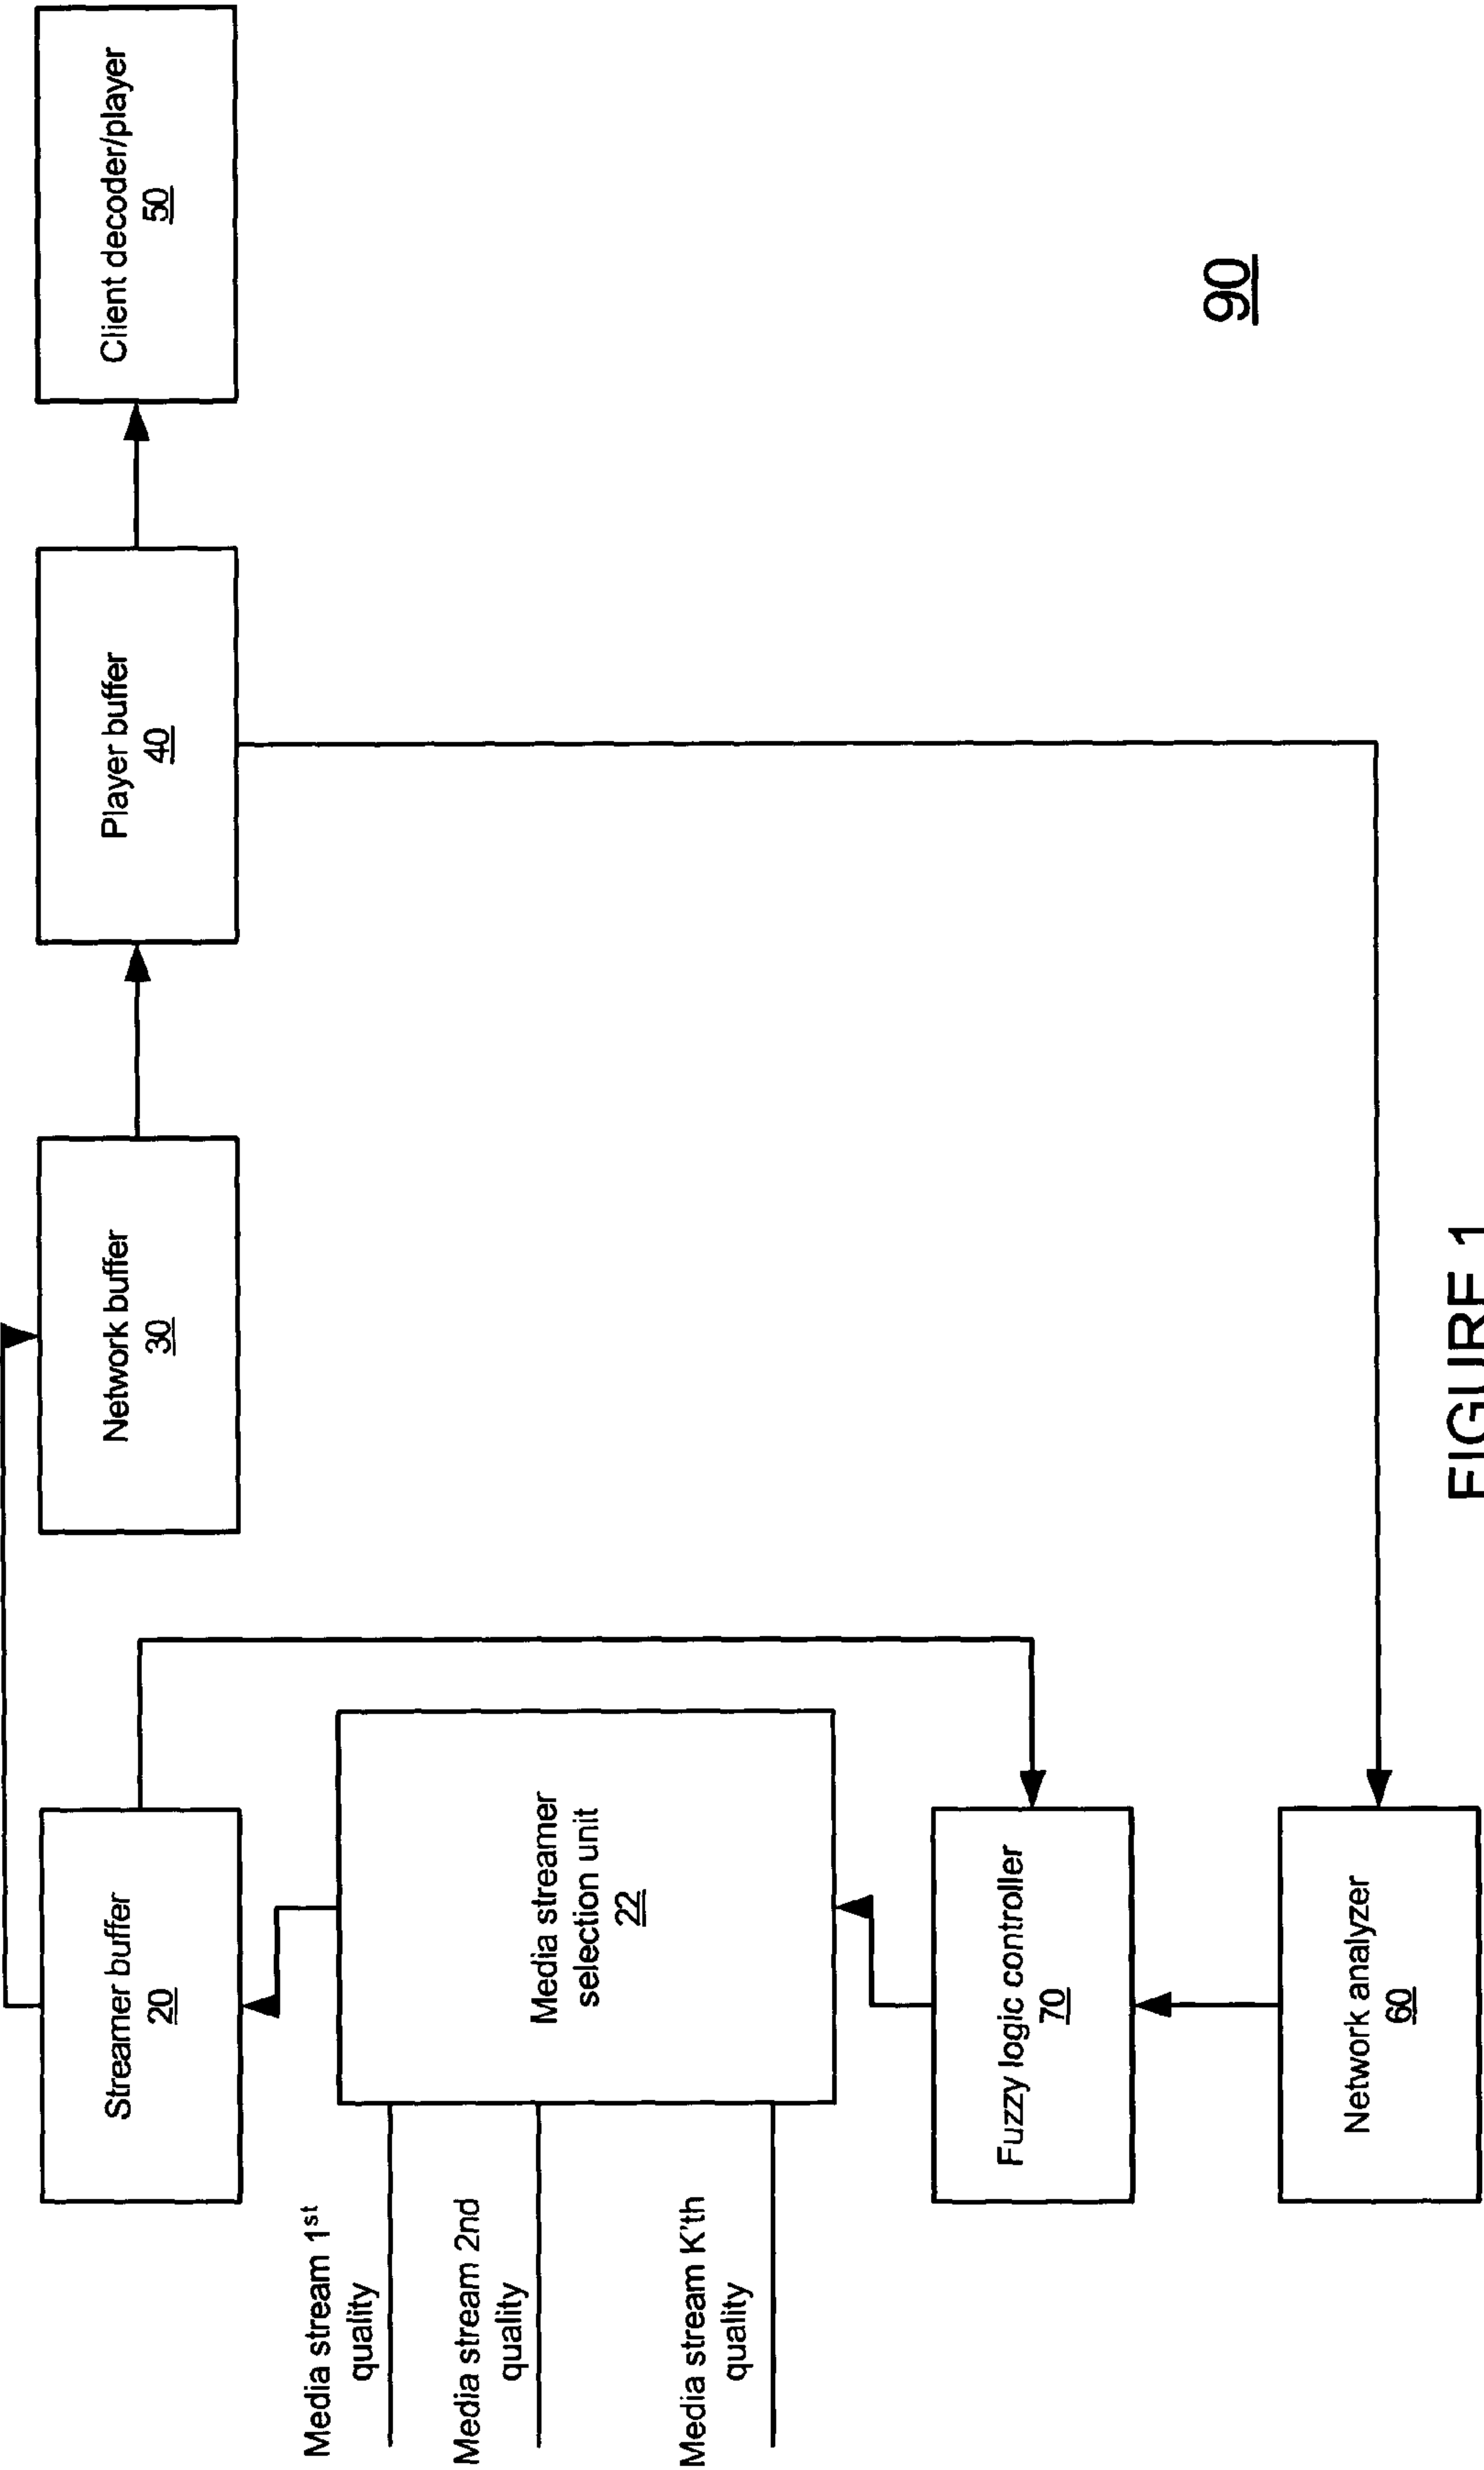 Streamer buffer
20
Network buffer
30
Player buffer
40
Client decoder/player
50
Media stream 1st
quality
Media stream 2nd
quality
Media stream K'th
quality
Media streamer
selection unit
22
Fuzzy logic controller
70
Network analyzer
60
90
FIGURE 1